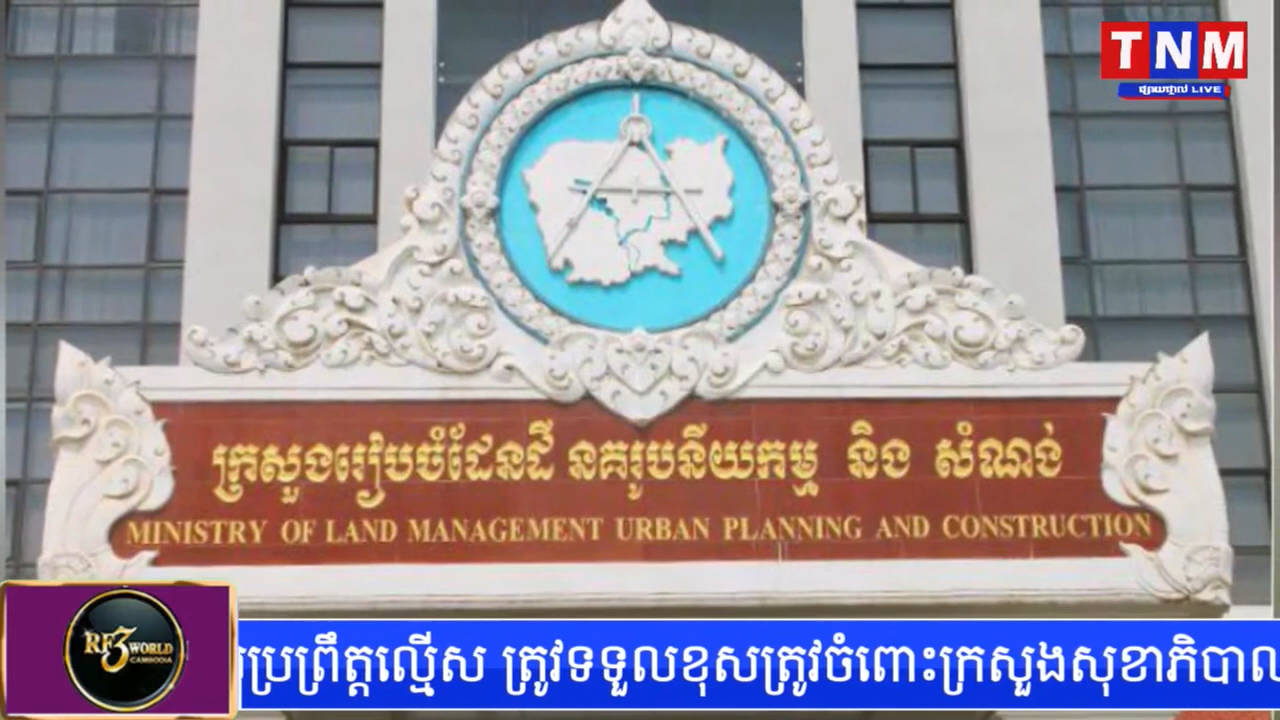 TNM
ផ្សាយផ្ទាល់ LIVE
ក្រសួងរៀបចំដែនដី នគរូបនីយកម្ម និង សំណង់
MINISTRY OF LAND MANAGEMENT URBAN PLANNING AND CONSTRUCTION
RF3 WORLD
CAMBODIA
ប្រព្រឹត្តល្មើស ត្រូវទទួលខុសត្រូវចំពោះក្រសួងសុខាភិបាល